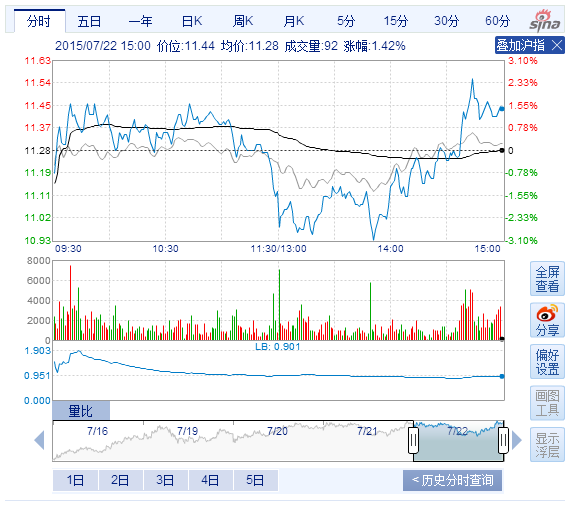 分时 五日 一年 日K 周K 月K 5分 15分 30分 60分 sina
2015/07/22 15:00 价位:11.44 均价:11.28 成交量:92 涨幅:1.42% 叠加沪指
11.63 3.10%
11.54 2.33%
11.45 1.55%
11.37 0.78%
11.28 0
11.19 -0.78%
11.11 -1.55%
11.02 -2.33%
10.93 -3.10%
09:30 10:30 11:30/13:00 14:00 15:00
8000
6000
4000
2000
0
全屏
查看
分享
偏好
设置
画图
工具
显示
浮层
LB: 0.901
1.903
0.951
0.000
量比
7/16 7/17 7/20 7/21 7/22
1日 2日 3日 4日 5日 <历史分时查询